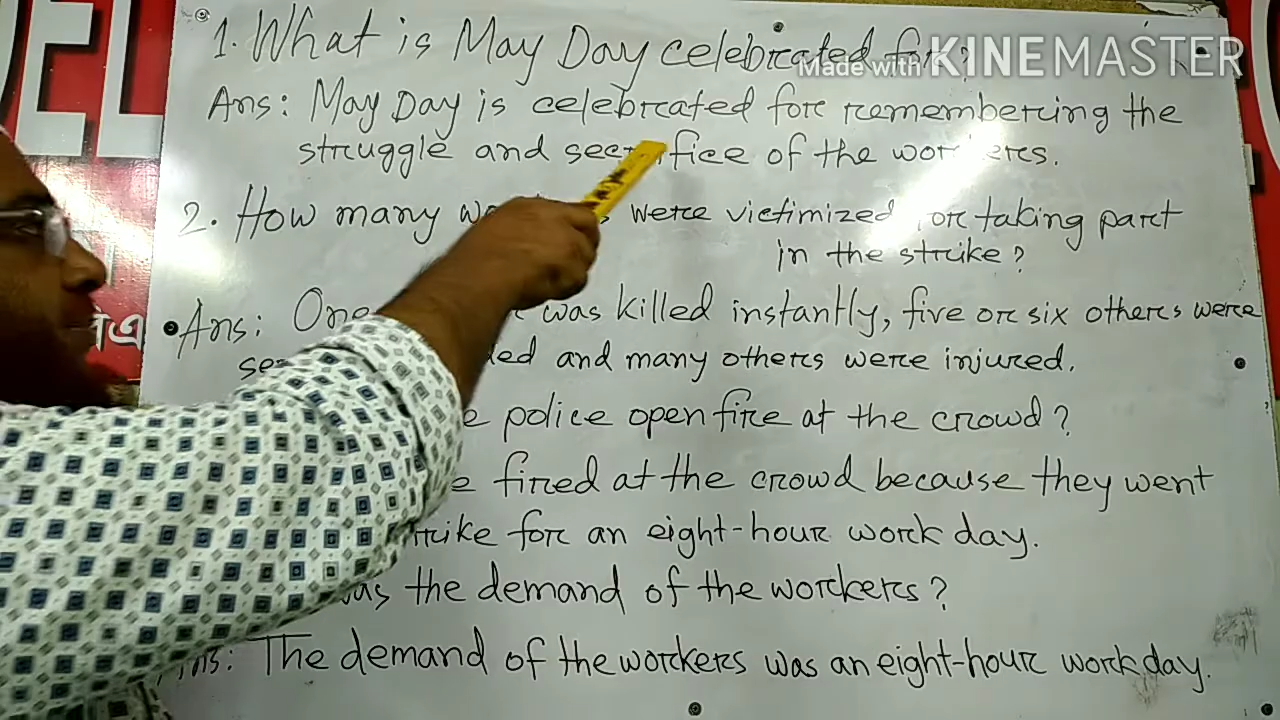 1. What is May Day celebrated for?
Made with KINEMASTER
Ans: May Day is celebrated for remembering the
struggle and secrifice of the workers.
2. How many were victimized for taking part
in the strike?
Ans: One was killed instantly, five or six others were
and many others were injured.
police open fire at the crowd?
fired at the crowd because they went
strike for an eight-hour work day.
was the demand of the workers?
Ans: The demand of the workers was an eight-hour work day.